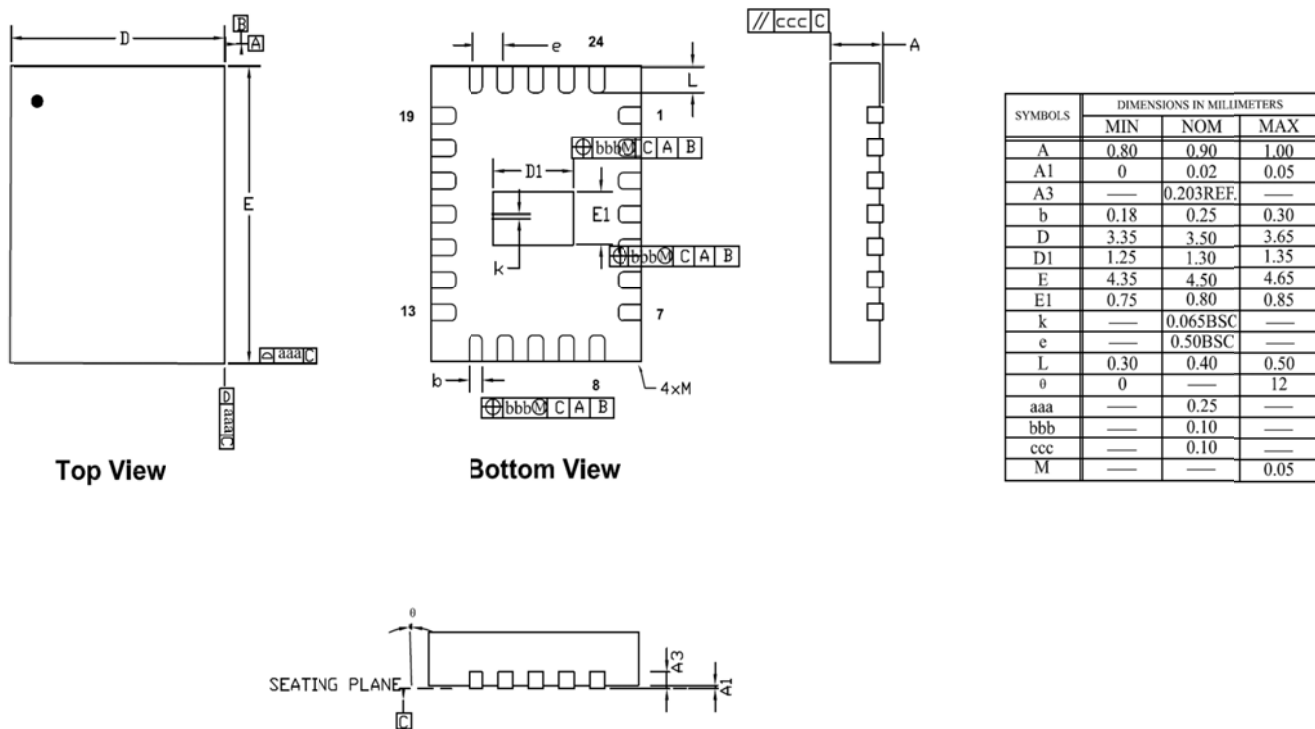 D
B
A
E
⌓ aaa C
⌓ aaa C
Top View
e
24
L
19
1
⌖ bbbⓂ C A B
D1
E1
k
⌖ bbbⓂ C A B
13
7
b
8
4xM
⌖ bbbⓂ C A B
Bottom View
// ccc C
A
SYMBOLS DIMENSIONS IN MILLIMETERS
MIN NOM MAX
A 0.80 0.90 1.00
A1 0 0.02 0.05
A3 — 0.203REF. —
b 0.18 0.25 0.30
D 3.35 3.50 3.65
D1 1.25 1.30 1.35
E 4.35 4.50 4.65
E1 0.75 0.80 0.85
k — 0.065BSC —
e — 0.50BSC —
L 0.30 0.40 0.50
θ 0 — 12
aaa — 0.25 —
bbb — 0.10 —
ccc — 0.10 —
M — — 0.05
θ
SEATING PLANE
C
A3
A1